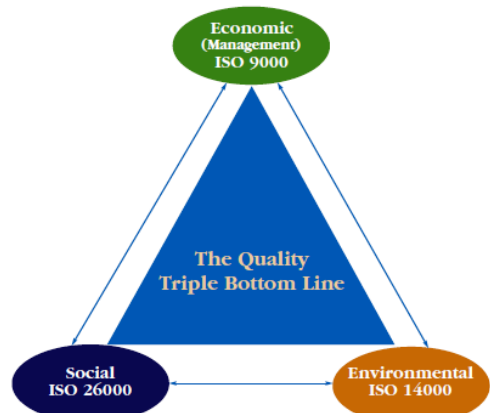 Economic
(Management)
ISO 9000
The Quality
Triple Bottom Line
Social
ISO 26000
Environmental
ISO 14000